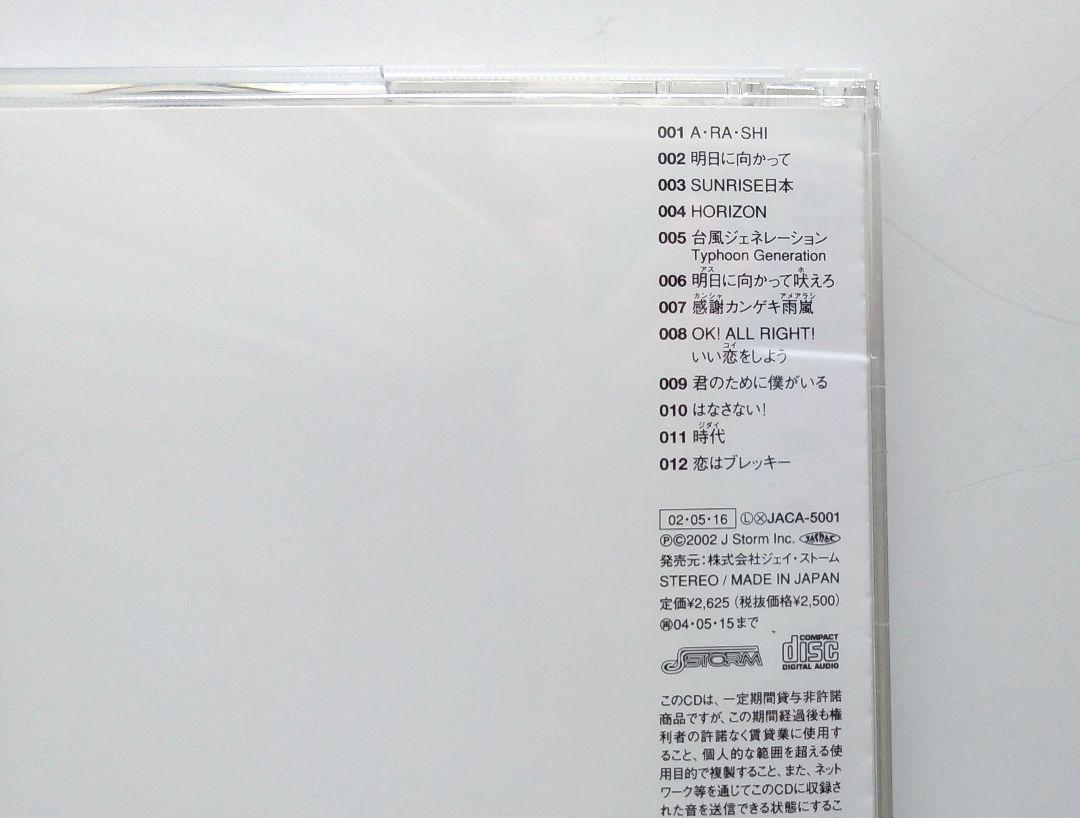 001 A・RA・SHI
002 明日に向かって
003 SUNRISE日本
004 HORIZON
005 台風ジェネレーション
Typhoon Generation
アス ホ
006 明日に向かって吠えろ
カンシャ アメアラシ
007 感謝カンゲキ雨嵐
008 OK! ALL RIGHT!
コイ
いい恋をしよう
009 君のために僕がいる
010 はなさない!
ジダイ
011 時代
012 恋はブレッキー
02・05・16 ⓁⓍJACA-5001
ⓅⒸ2002 J Storm Inc. JASRAC
発売元:株式会社ジェイ・ストーム
STEREO / MADE IN JAPAN
定価¥2,625 (税抜価格¥2,500)
㊢04・05・15まで
J STORM
COMPACT
disc
DIGITAL AUDIO
このCDは、一定期間貸与非許諾
商品ですが、この期間経過後も権
利者の許諾なく賃貸業に使用す
ること、個人的な範囲を超える使
用目的で複製すること、また、ネット
ワーク等を通じてこのCDに収録さ
れた音を送信できる状態にするこ